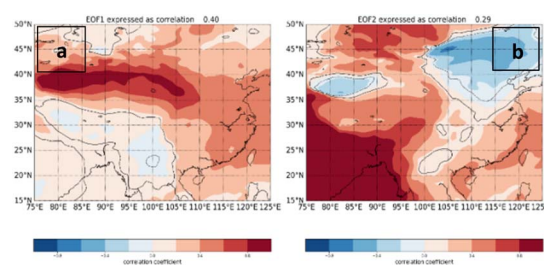 EOF1 expressed as correlation 0.40
50°N
45°N
40°N
35°N
30°N
25°N
20°N
15°N
75°E 80°E 85°E 90°E 95°E 100°E 105°E 110°E 115°E 120°E 125°E
a
correlation coefficient
EOF2 expressed as correlation 0.29
50°N
45°N
40°N
35°N
30°N
25°N
20°N
15°N
75°E 80°E 85°E 90°E 95°E 100°E 105°E 110°E 115°E 120°E 125°E
b
correlation coefficient